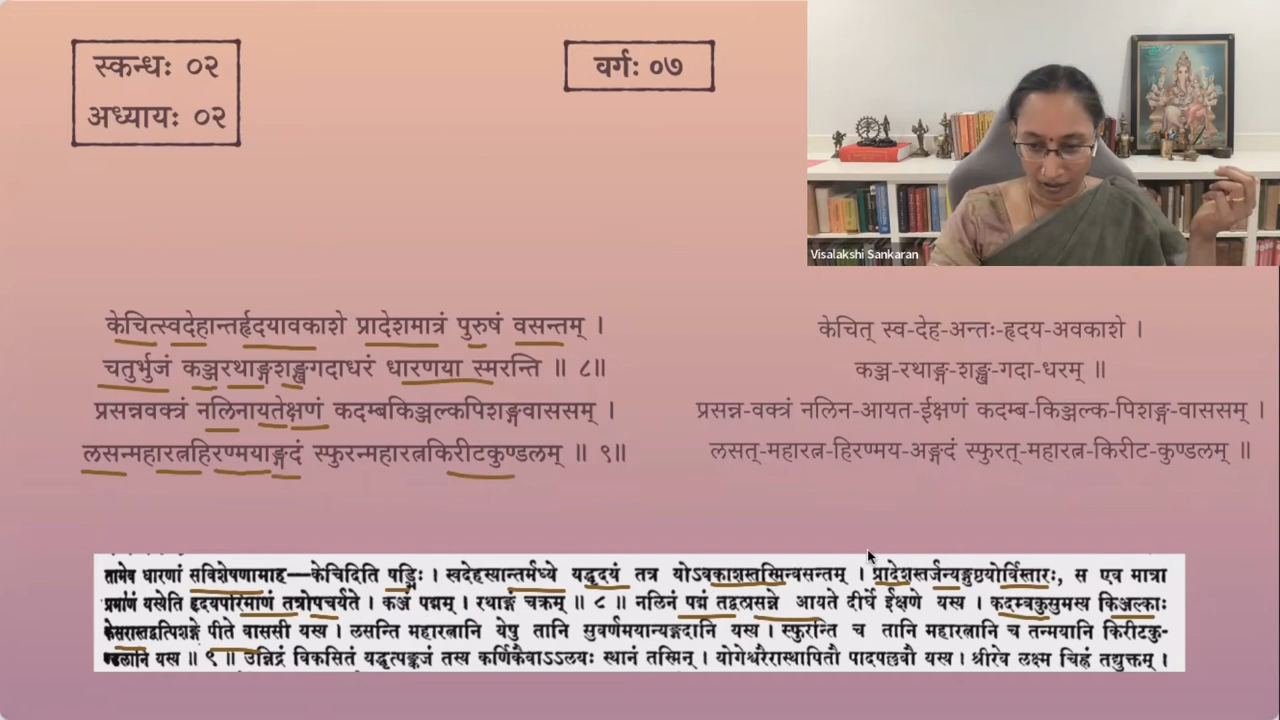 स्कन्धः ०२
अध्यायः ०२
वर्गः ०७
Visalakshi Sankaran
केचित्स्वदेहान्तर्हृदयावकाशे प्रादेशमात्रं पुरुषं वसन्तम् ।
चतुर्भुजं कञ्जरथाङ्गशङ्खगदाधरं धारणया स्मरन्ति ॥ ८॥
प्रसन्नवक्त्रं नलिनायतेक्षणं कदम्बकिञ्जल्कपिशङ्गवाससम् ।
लसन्महारत्नहिरण्मयाङ्गदं स्फुरन्महारत्नकिरीटकुण्डलम् ॥ ९॥
केचित् स्व-देह-अन्तः-हृदय-अवकाशे ।
कञ्ज-रथाङ्ग-शङ्ख-गदा-धरम् ॥
प्रसन्न-वक्त्रं नलिन-आयत-ईक्षणं कदम्ब-किञ्जल्क-पिशङ्ग-वाससम् ।
लसत्-महारत्न-हिरण्मय-अङ्गदं स्फुरत्-महारत्न-किरीट-कुण्डलम् ॥
तामेव धारणां सविशेषणामाह—केचिदिति षड्भिः । स्वदेहस्यान्तर्मध्ये यद्धृदयं तत्र योऽवकाशस्तस्मिन्वसन्तम् । प्रादेशस्तर्जन्यङ्गुष्ठयोर्विस्तारः, स एव मात्रा
प्रमाणं यस्येति हृदयपरिमाणं तत्रोपचर्यते । कञ्जं पद्मम् । रथाङ्गं चक्रम् ॥ ८ ॥ नलिनं पद्मं तद्वत्प्रसन्ने आयते दीर्घे ईक्षणे यस्य । कदम्बकुसुमस्य किञ्जल्काः
केसरास्तद्वत्पिशङ्गे पीते वाससी यस्य । लसन्ति महारत्नानि येषु तानि सुवर्णमयान्यङ्गदानि यस्य । स्फुरन्ति च तानि महारत्नानि च तन्मयानि किरीटकु-
ण्डलानि यस्य ॥ ९ ॥ उन्निद्रं विकसितं यद्धृत्पङ्कजं तस्य कर्णिकैवाऽऽलयः स्थानं तस्मिन् । योगेश्वरैरास्थापितौ पादपल्लवौ यस्य । श्रीरेव लक्ष्म चिह्नं तद्युक्तम् ।